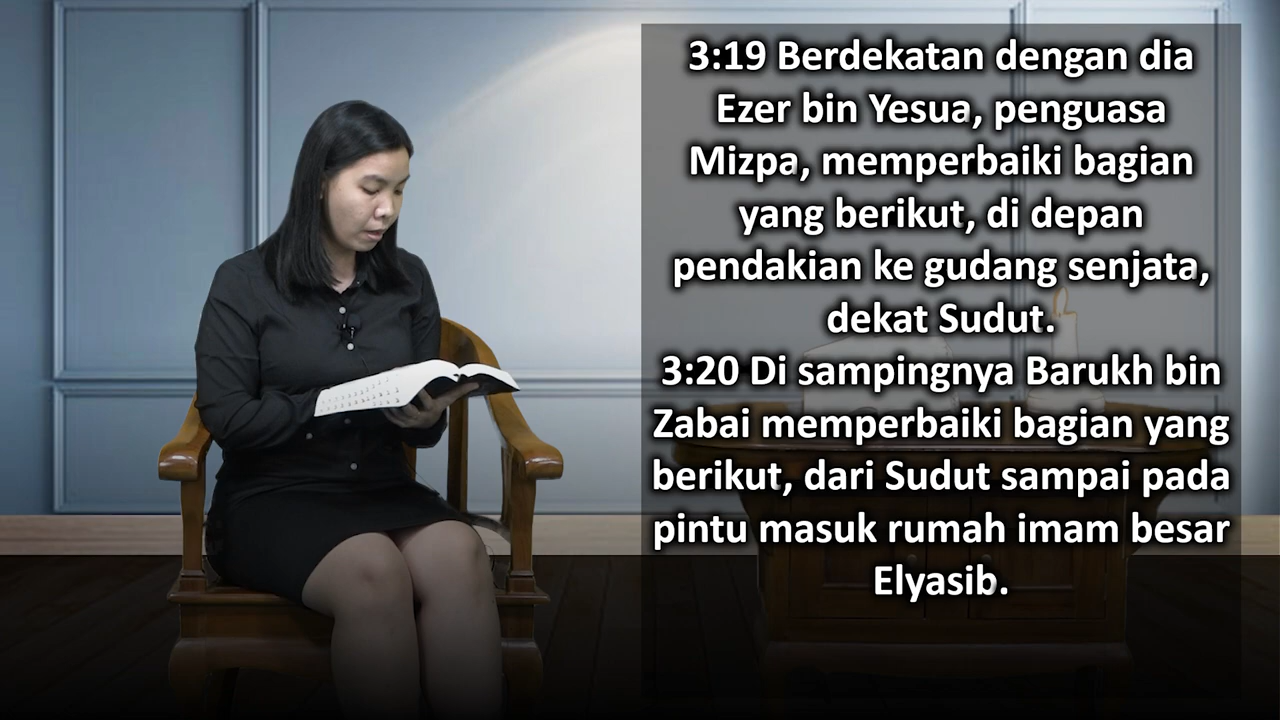 3:19 Berdekatan dengan dia
Ezer bin Yesua, penguasa
Mizpa, memperbaiki bagian
yang berikut, di depan
pendakian ke gudang senjata,
dekat Sudut.
3:20 Di sampingnya Barukh bin
Zabai memperbaiki bagian yang
berikut, dari Sudut sampai pada
pintu masuk rumah imam besar
Elyasib.